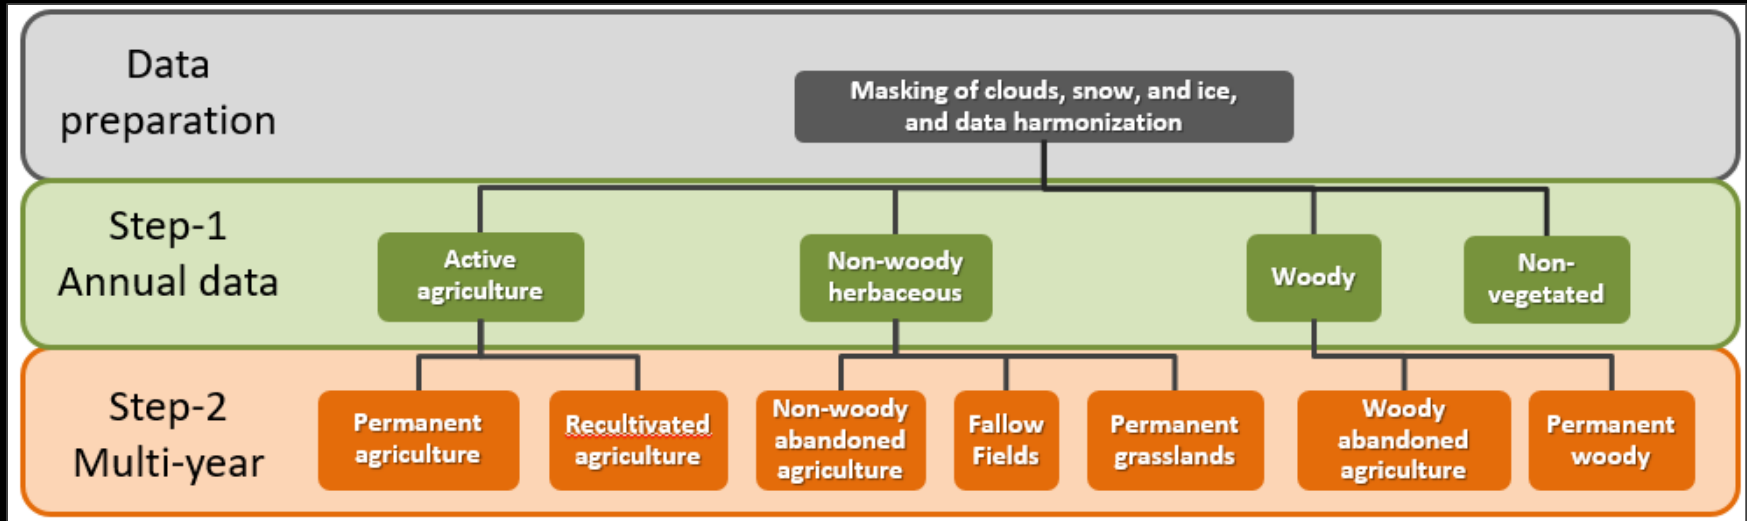 Data
preparation
Masking of clouds, snow, and ice,
and data harmonization
Step-1
Annual data
Active
agriculture
Non-woody
herbaceous
Woody
Non-
vegetated
Step-2
Multi-year
Permanent
agriculture
Recultivated
agriculture
Non-woody
abandoned
agriculture
Fallow
Fields
Permanent
grasslands
Woody
abandoned
agriculture
Permanent
woody